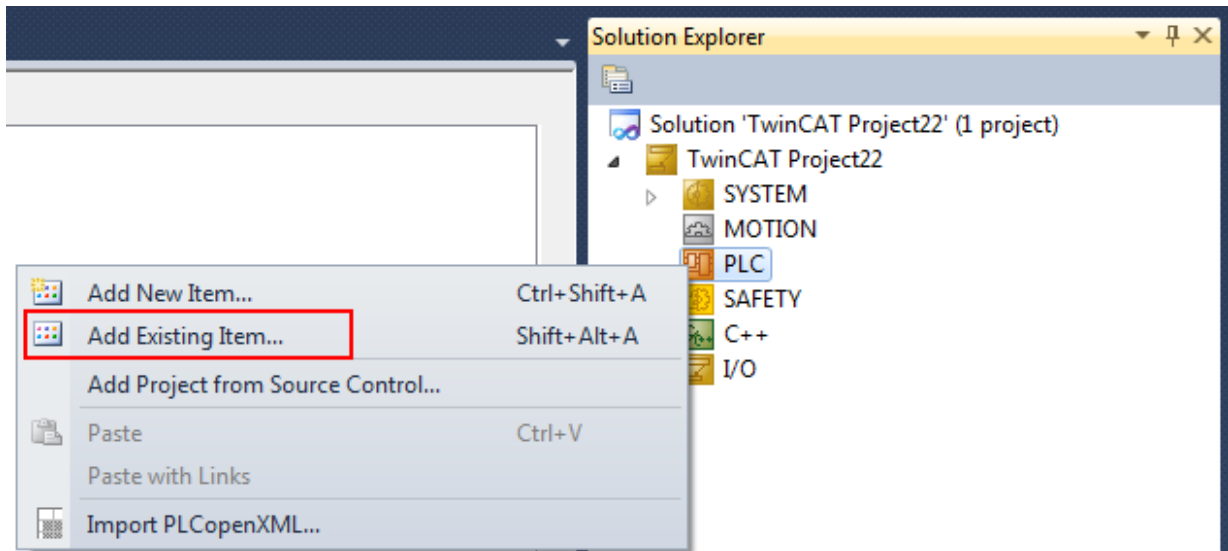 Solution Explorer
Solution 'TwinCAT Project22' (1 project)
TwinCAT Project22
SYSTEM
MOTION
PLC
SAFETY
C++
I/O
Add New Item... Ctrl+Shift+A
Add Existing Item... Shift+Alt+A
Add Project from Source Control...
Paste Ctrl+V
Paste with Links
Import PLCopenXML...